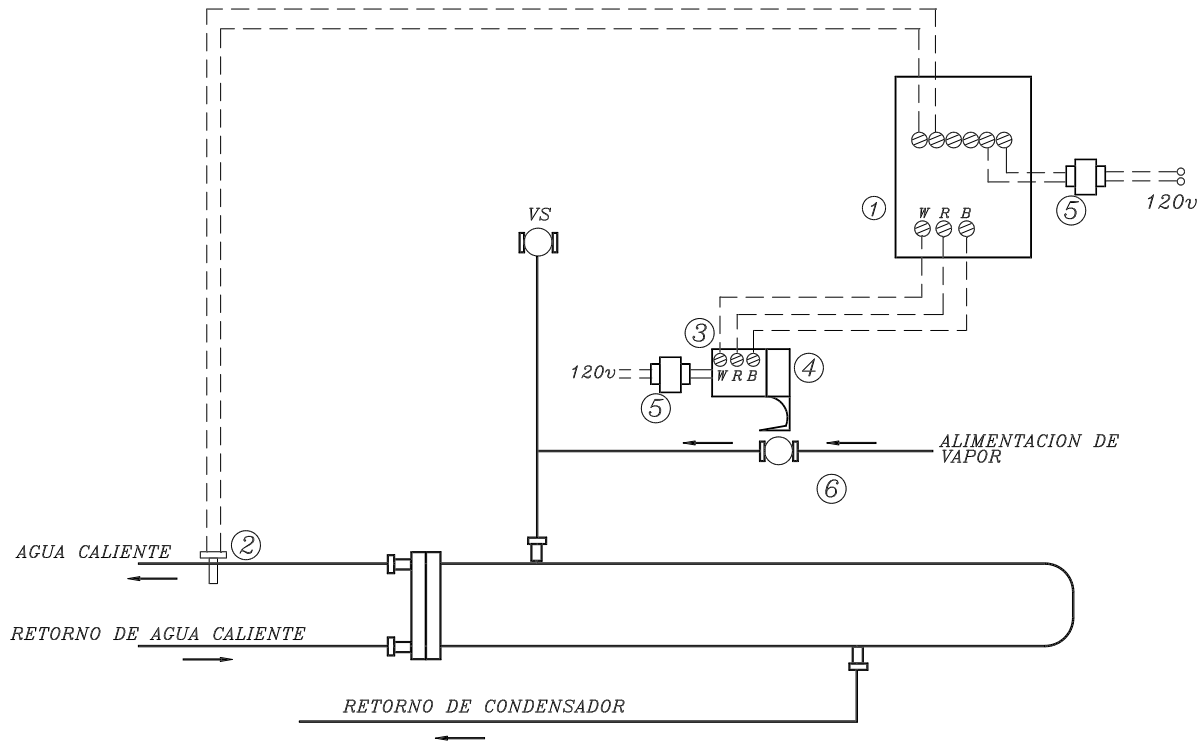 VS
1
W R B
5
120v
3
W R B
4
120v
5
ALIMENTACION DE
VAPOR
6
2
AGUA CALIENTE
RETORNO DE AGUA CALIENTE
RETORNO DE CONDENSADOR